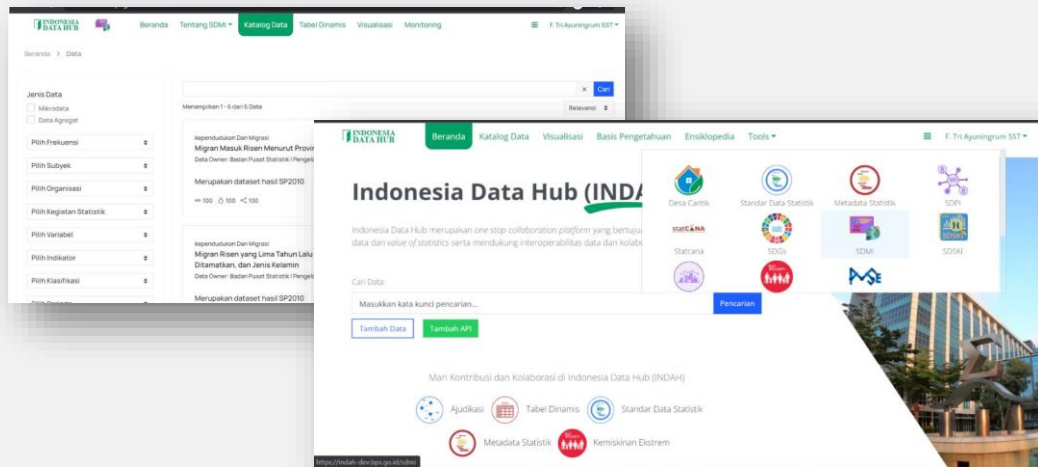 INDONESIA
DATA HUB
Beranda
Tentang SDMI
Katalog Data
Tabel Dinamis
Visualisasi
Monitoring
F. Tri Ayuningrum SST
Beranda > Data
Jenis Data
Mikrodata
Data Agregat
Pilih Frekuensi
Pilih Subyek
Pilih Organisasi
Pilih Kegiatan Statistik
Pilih Variabel
Pilih Indikator
Pilih Klasifikasi
Cari
Menampilkan 1 - 6 dari 6 Data
Relevansi
Kependudukan Dan Migrasi
Migran Masuk Risen Menurut Provin
Data Owner: Badan Pusat Statistik | Pengelo
Merupakan dataset hasil SP2010
100 100 100
Kependudukan Dan Migrasi
Migran Risen yang Lima Tahun Lalu
Ditamatkan, dan Jenis Kelamin
Data Owner: Badan Pusat Statistik | Pengelo
Merupakan dataset hasil SP2010
INDONESIA
DATA HUB
Beranda
Katalog Data
Visualisasi
Basis Pengetahuan
Ensiklopedia
Tools
F. Tri Ayuningrum SST
Desa Cantik
Standar Data Statistik
Metadata Statistik
SDPI
STATCANA
Statcana
SDGs
SDMI
SDSKI
SDSKI
Indonesia Data Hub (INDA
Indonesia Data Hub merupakan one stop collaboration platform yang bertuju
data dan value of statistics serta mendukung interoperabilitas data dan kolabo
Cari Data:
Masukkan kata kunci pencarian...
Pencarian
Tambah Data
Tambah API
Mari Kontribusi dan Kolaborasi di Indonesia Data Hub (INDAH)
Ajudikasi
Tabel Dinamis
Standar Data Statistik
Metadata Statistik
Kemiskinan Ekstrem
https://indah-dev.bps.go.id/sdmi